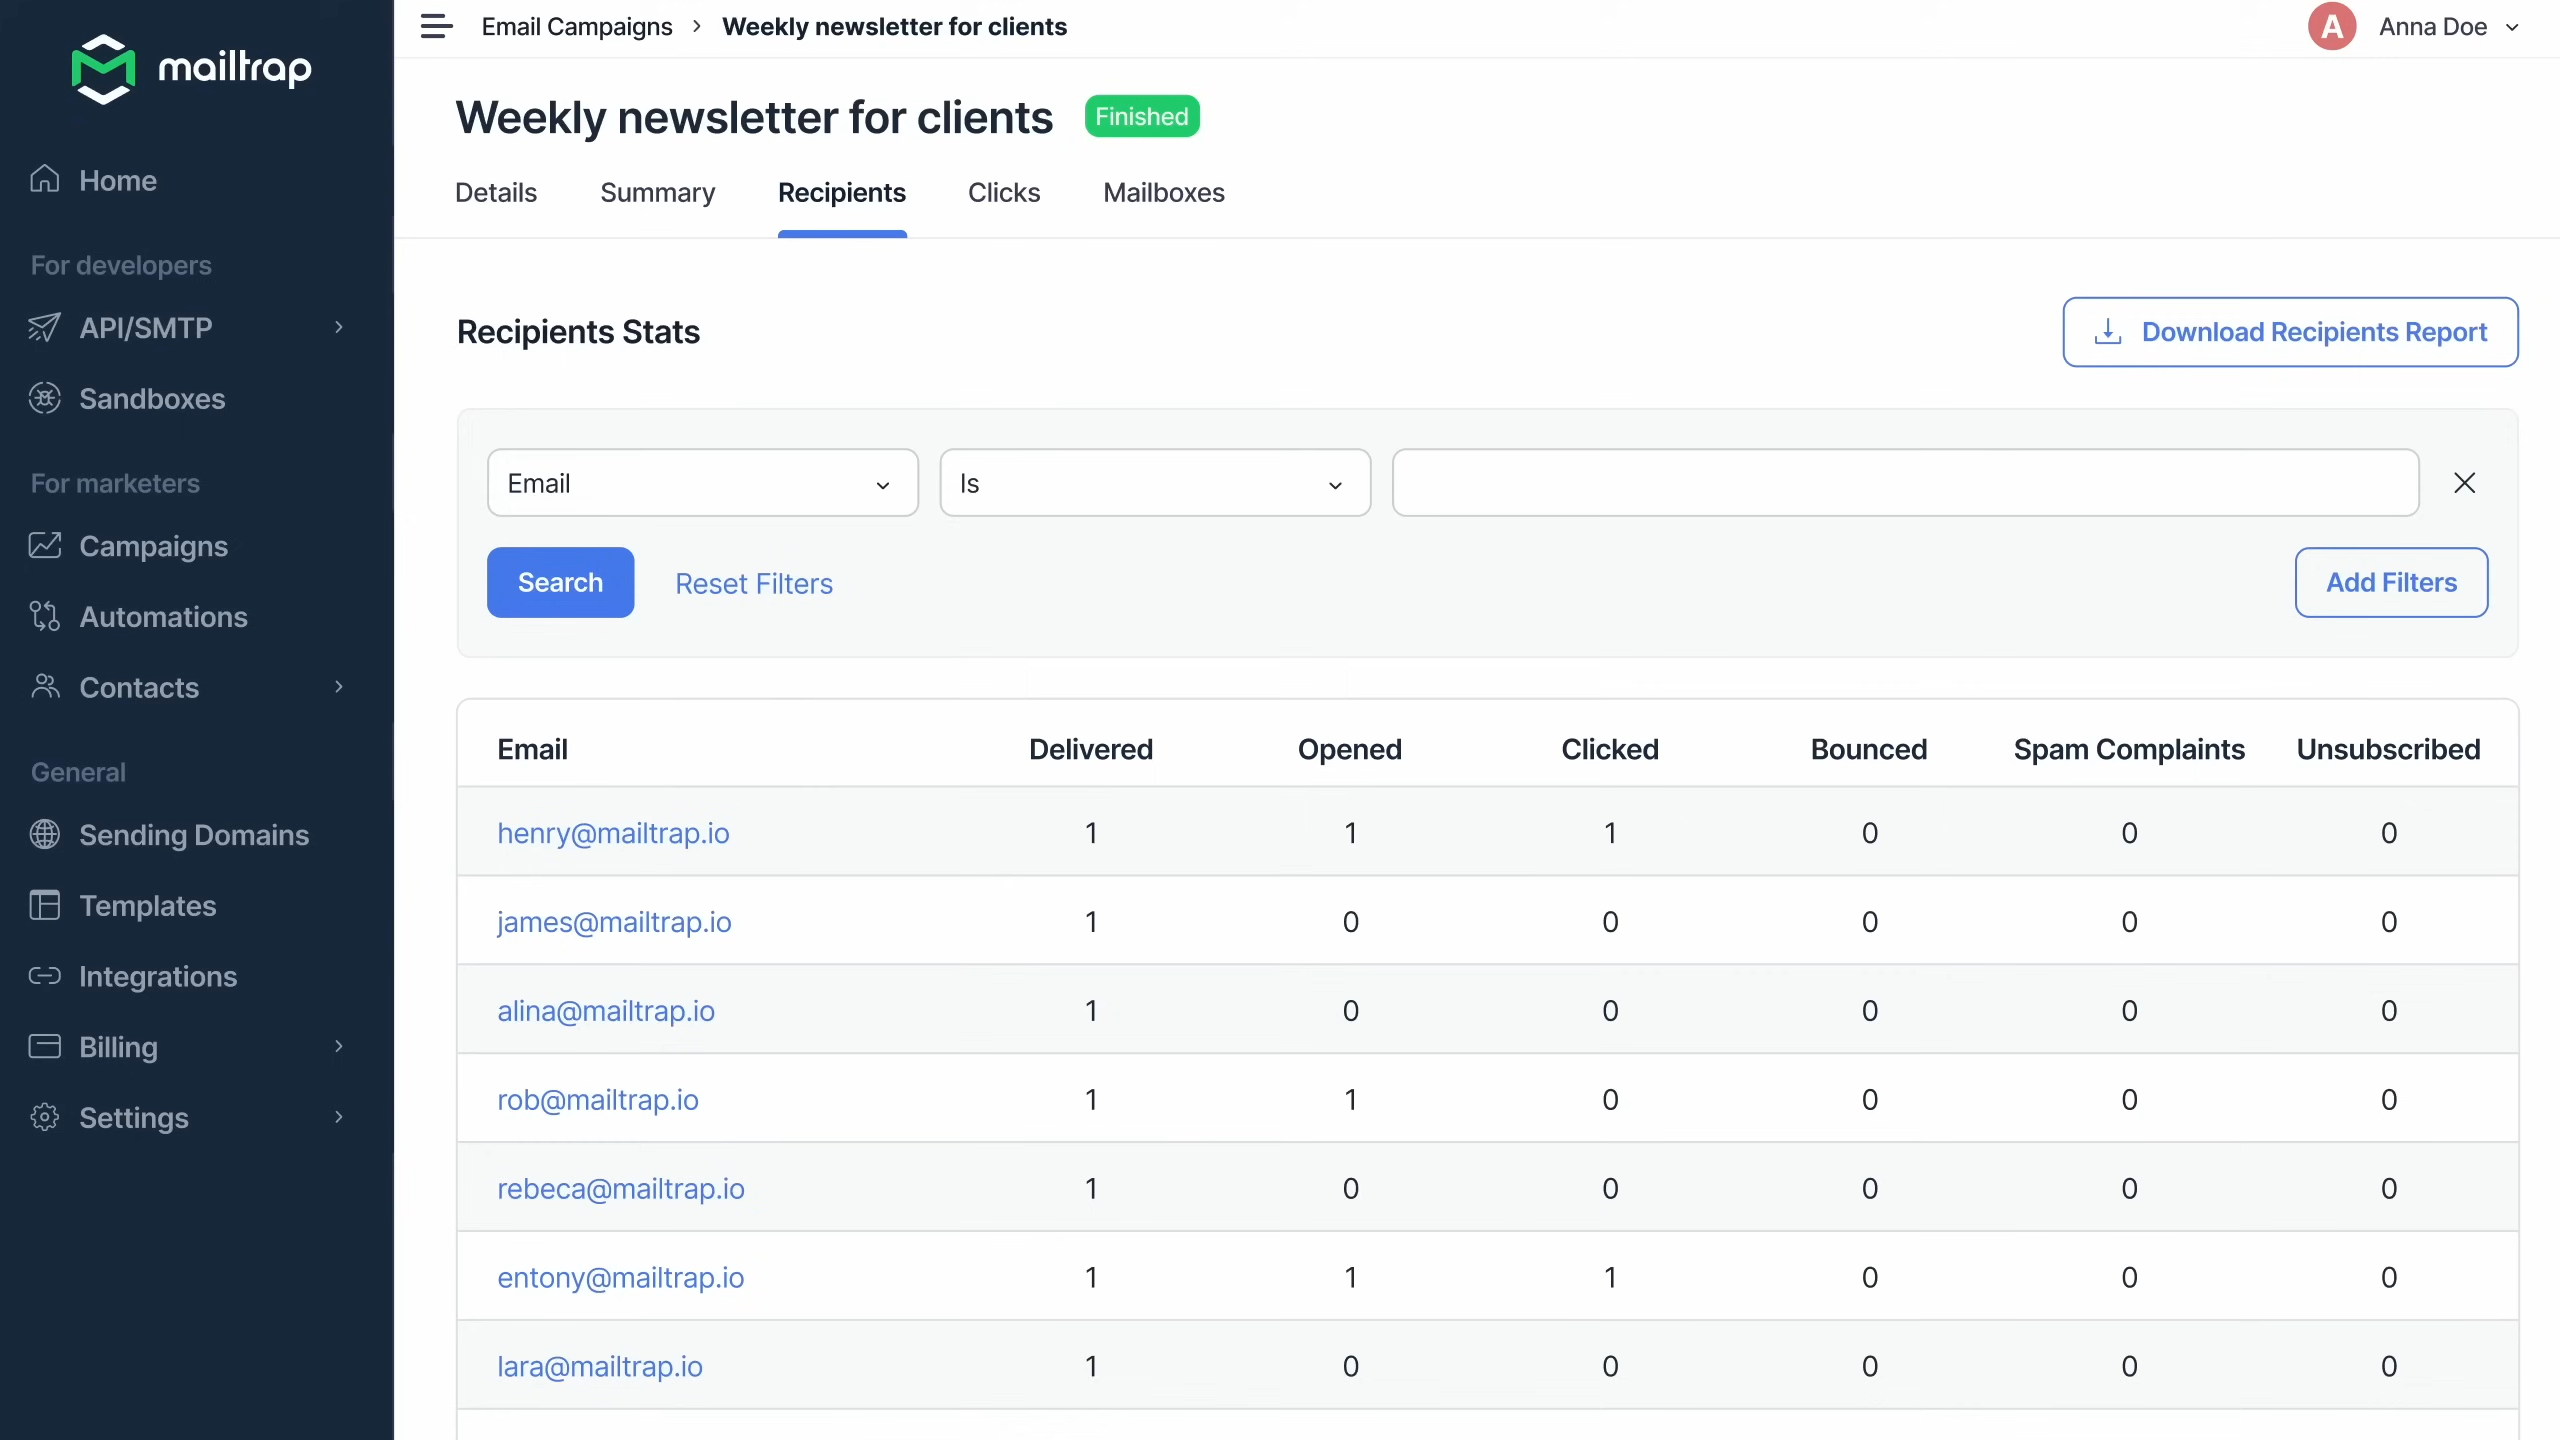 mailtrap
Home
For developers
API/SMTP
Sandboxes
For marketers
Campaigns
Automations
Contacts
General
Sending Domains
Templates
Integrations
Billing
Settings
Email Campaigns > Weekly newsletter for clients
A Anna Doe
Weekly newsletter for clients Finished
Details Summary Recipients Clicks Mailboxes
Recipients Stats Download Recipients Report
Email Is
Search Reset Filters Add Filters
Email Delivered Opened Clicked Bounced Spam Complaints Unsubscribed
henry@mailtrap.io 1 1 1 0 0 0
james@mailtrap.io 1 0 0 0 0 0
alina@mailtrap.io 1 0 0 0 0 0
rob@mailtrap.io 1 1 0 0 0 0
rebeca@mailtrap.io 1 0 0 0 0 0
entony@mailtrap.io 1 1 1 0 0 0
lara@mailtrap.io 1 0 0 0 0 0